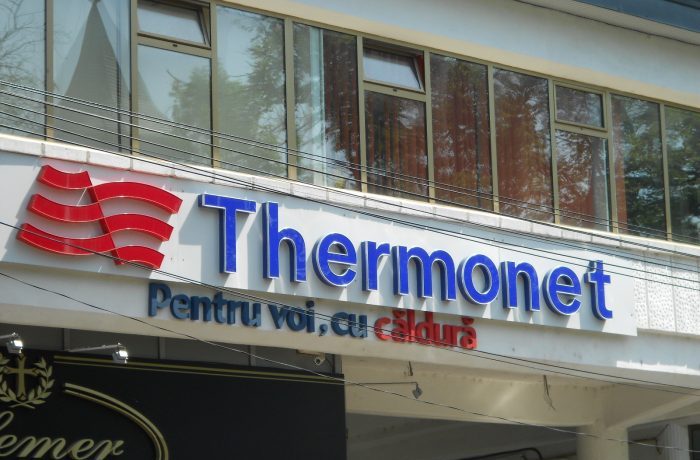 Thermonet
Pentru voi, cu căldură